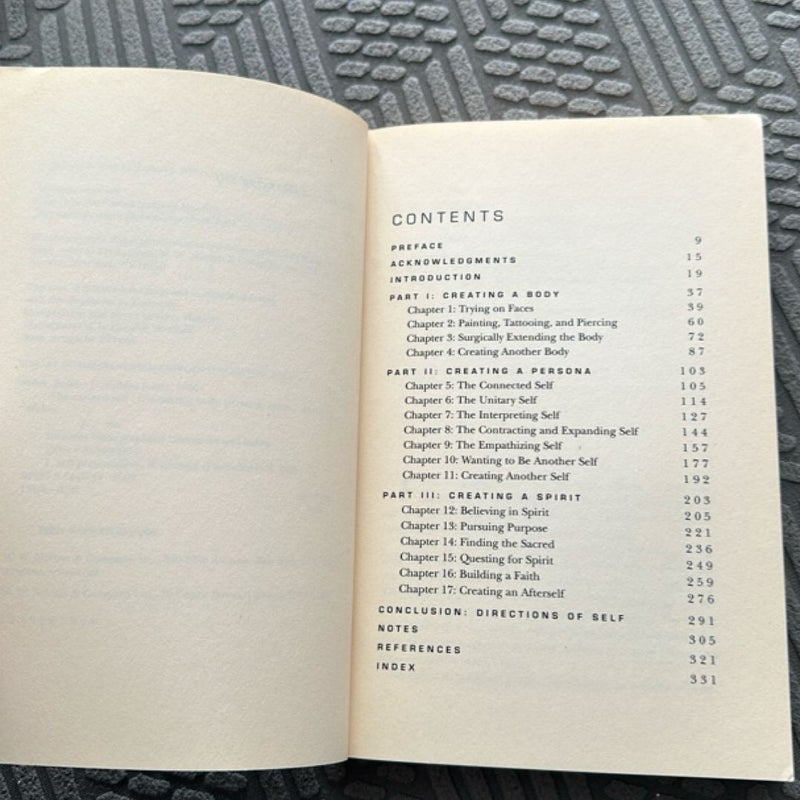 CONTENTS
PREFACE 9
ACKNOWLEDGMENTS 15
INTRODUCTION 19
PART I: CREATING A BODY 37
Chapter 1: Trying on Faces 39
Chapter 2: Painting, Tattooing, and Piercing 60
Chapter 3: Surgically Extending the Body 72
Chapter 4: Creating Another Body 87
PART II: CREATING A PERSONA 103
Chapter 5: The Connected Self 105
Chapter 6: The Unitary Self 114
Chapter 7: The Interpreting Self 127
Chapter 8: The Contracting and Expanding Self 144
Chapter 9: The Empathizing Self 157
Chapter 10: Wanting to Be Another Self 177
Chapter 11: Creating Another Self 192
PART III: CREATING A SPIRIT 203
Chapter 12: Believing in Spirit 205
Chapter 13: Pursuing Purpose 221
Chapter 14: Finding the Sacred 236
Chapter 15: Questing for Spirit 249
Chapter 16: Building a Faith 259
Chapter 17: Creating an Afterself 276
CONCLUSION: DIRECTIONS OF SELF 291
NOTES 305
REFERENCES 321
INDEX 331